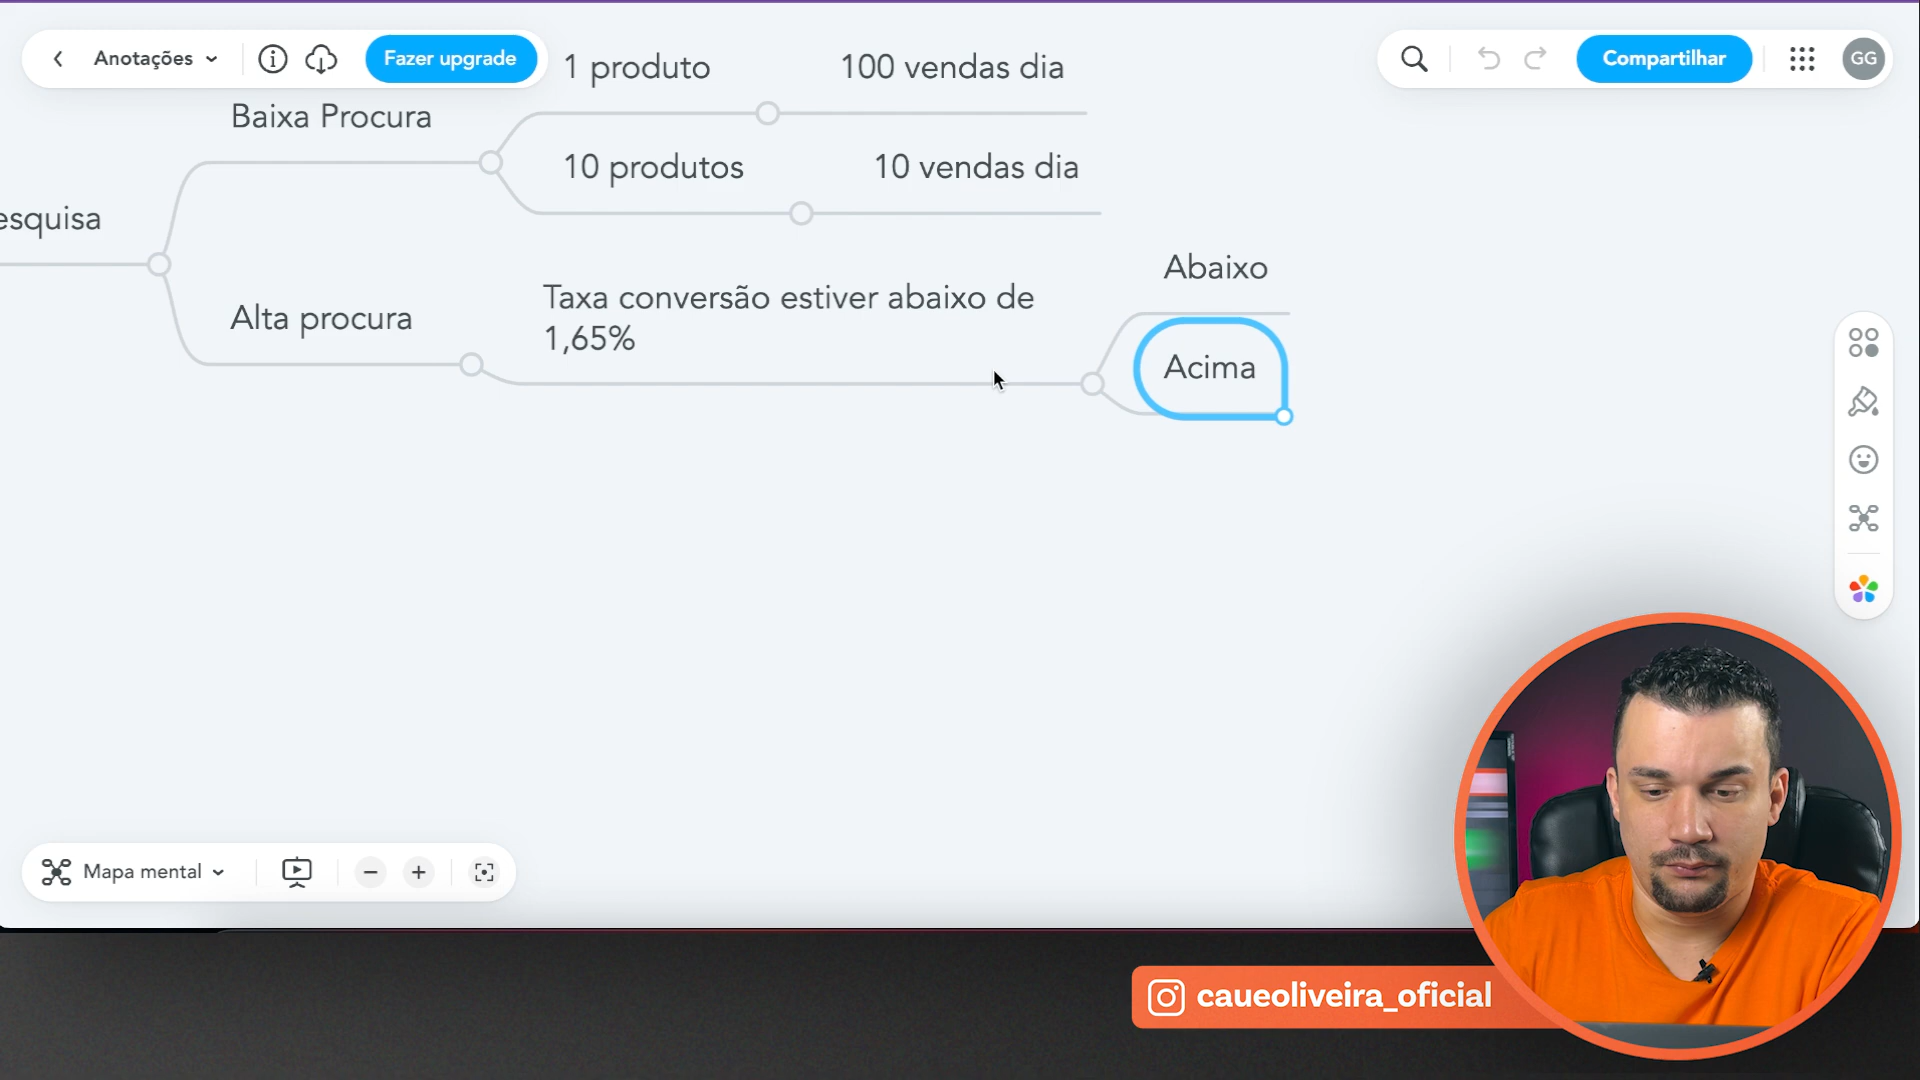 Anotações
Fazer upgrade
1 produto
100 vendas dia
Compartilhar
GG
Baixa Procura
10 produtos
10 vendas dia
esquisa
Abaixo
Alta procura
Taxa conversão estiver abaixo de
1,65%
Acima
Mapa mental
caueoliveira_oficial